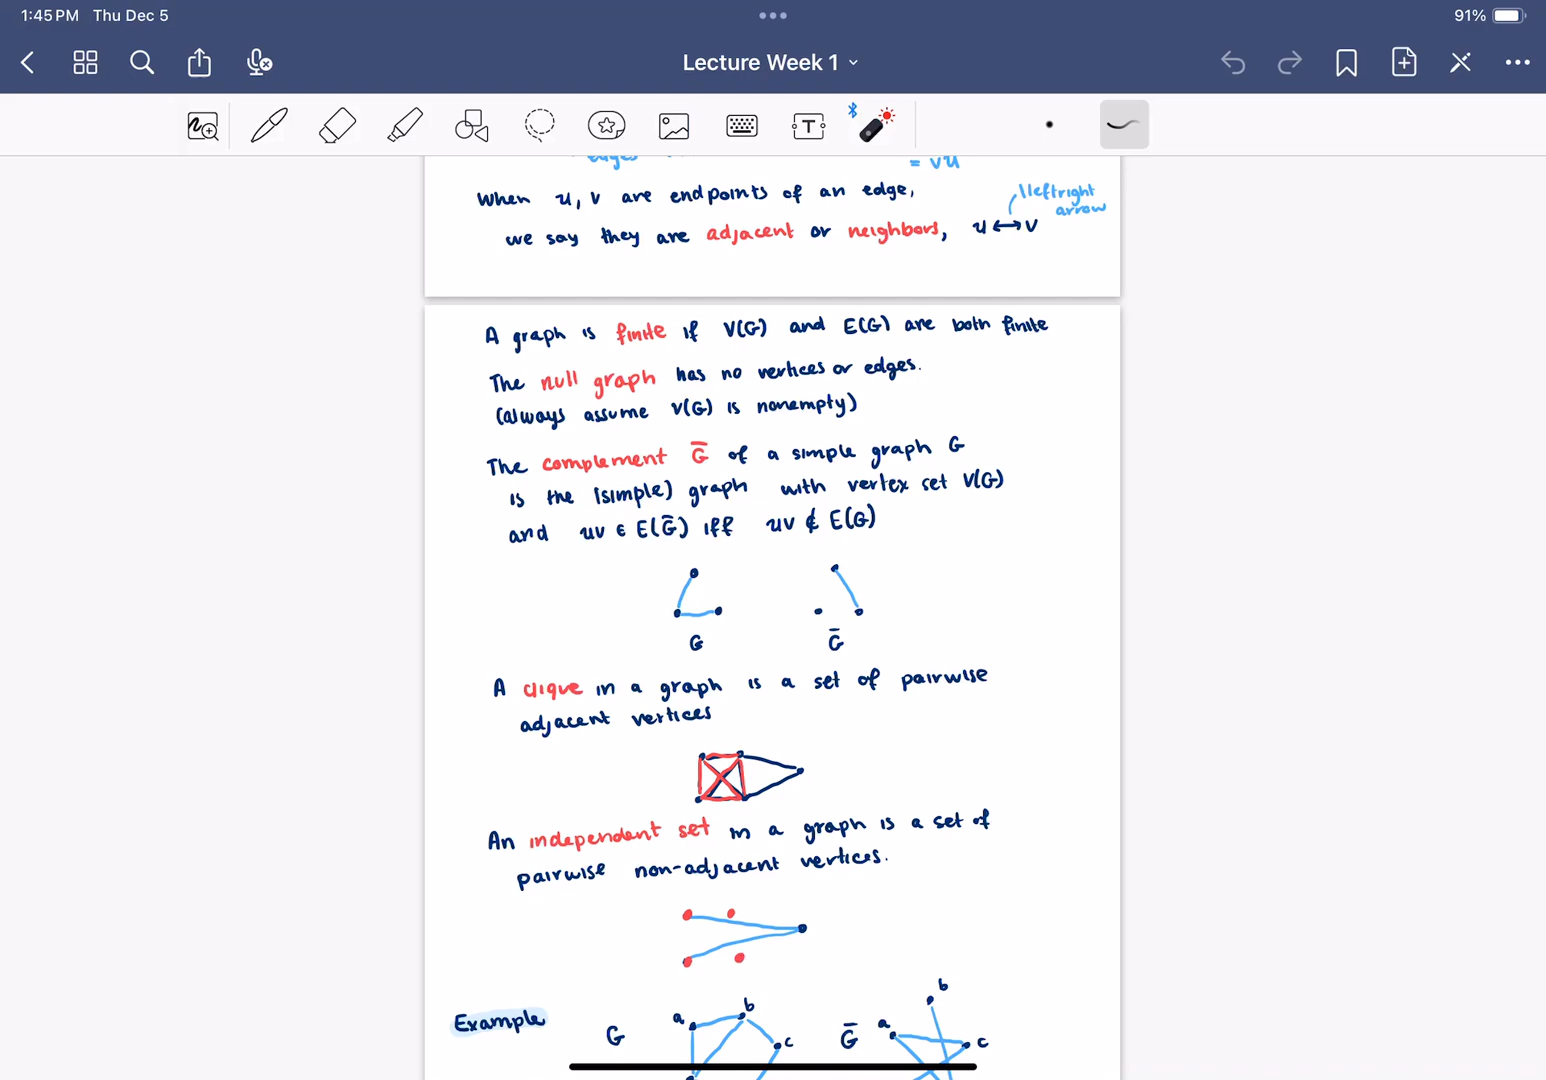 1:45 PM Thu Dec 5
91%
Lecture Week 1
edges
= vu
When u, v are endpoints of an edge,
\leftright
arrow
we say they are adjacent or neighbors, u ↔ v
A graph is finite if V(G) and E(G) are both finite
The null graph has no vertices or edges.
(always assume V(G) is nonempty)
The complement G̅ of a simple graph G
is the (simple) graph with vertex set V(G)
and uv ∈ E(G̅) iff uv ∉ E(G)
G G̅
A clique in a graph is a set of pairwise
adjacent vertices
An independent set in a graph is a set of
pairwise non-adjacent vertices.
Example
G
a
b
c
G̅
a
b
c